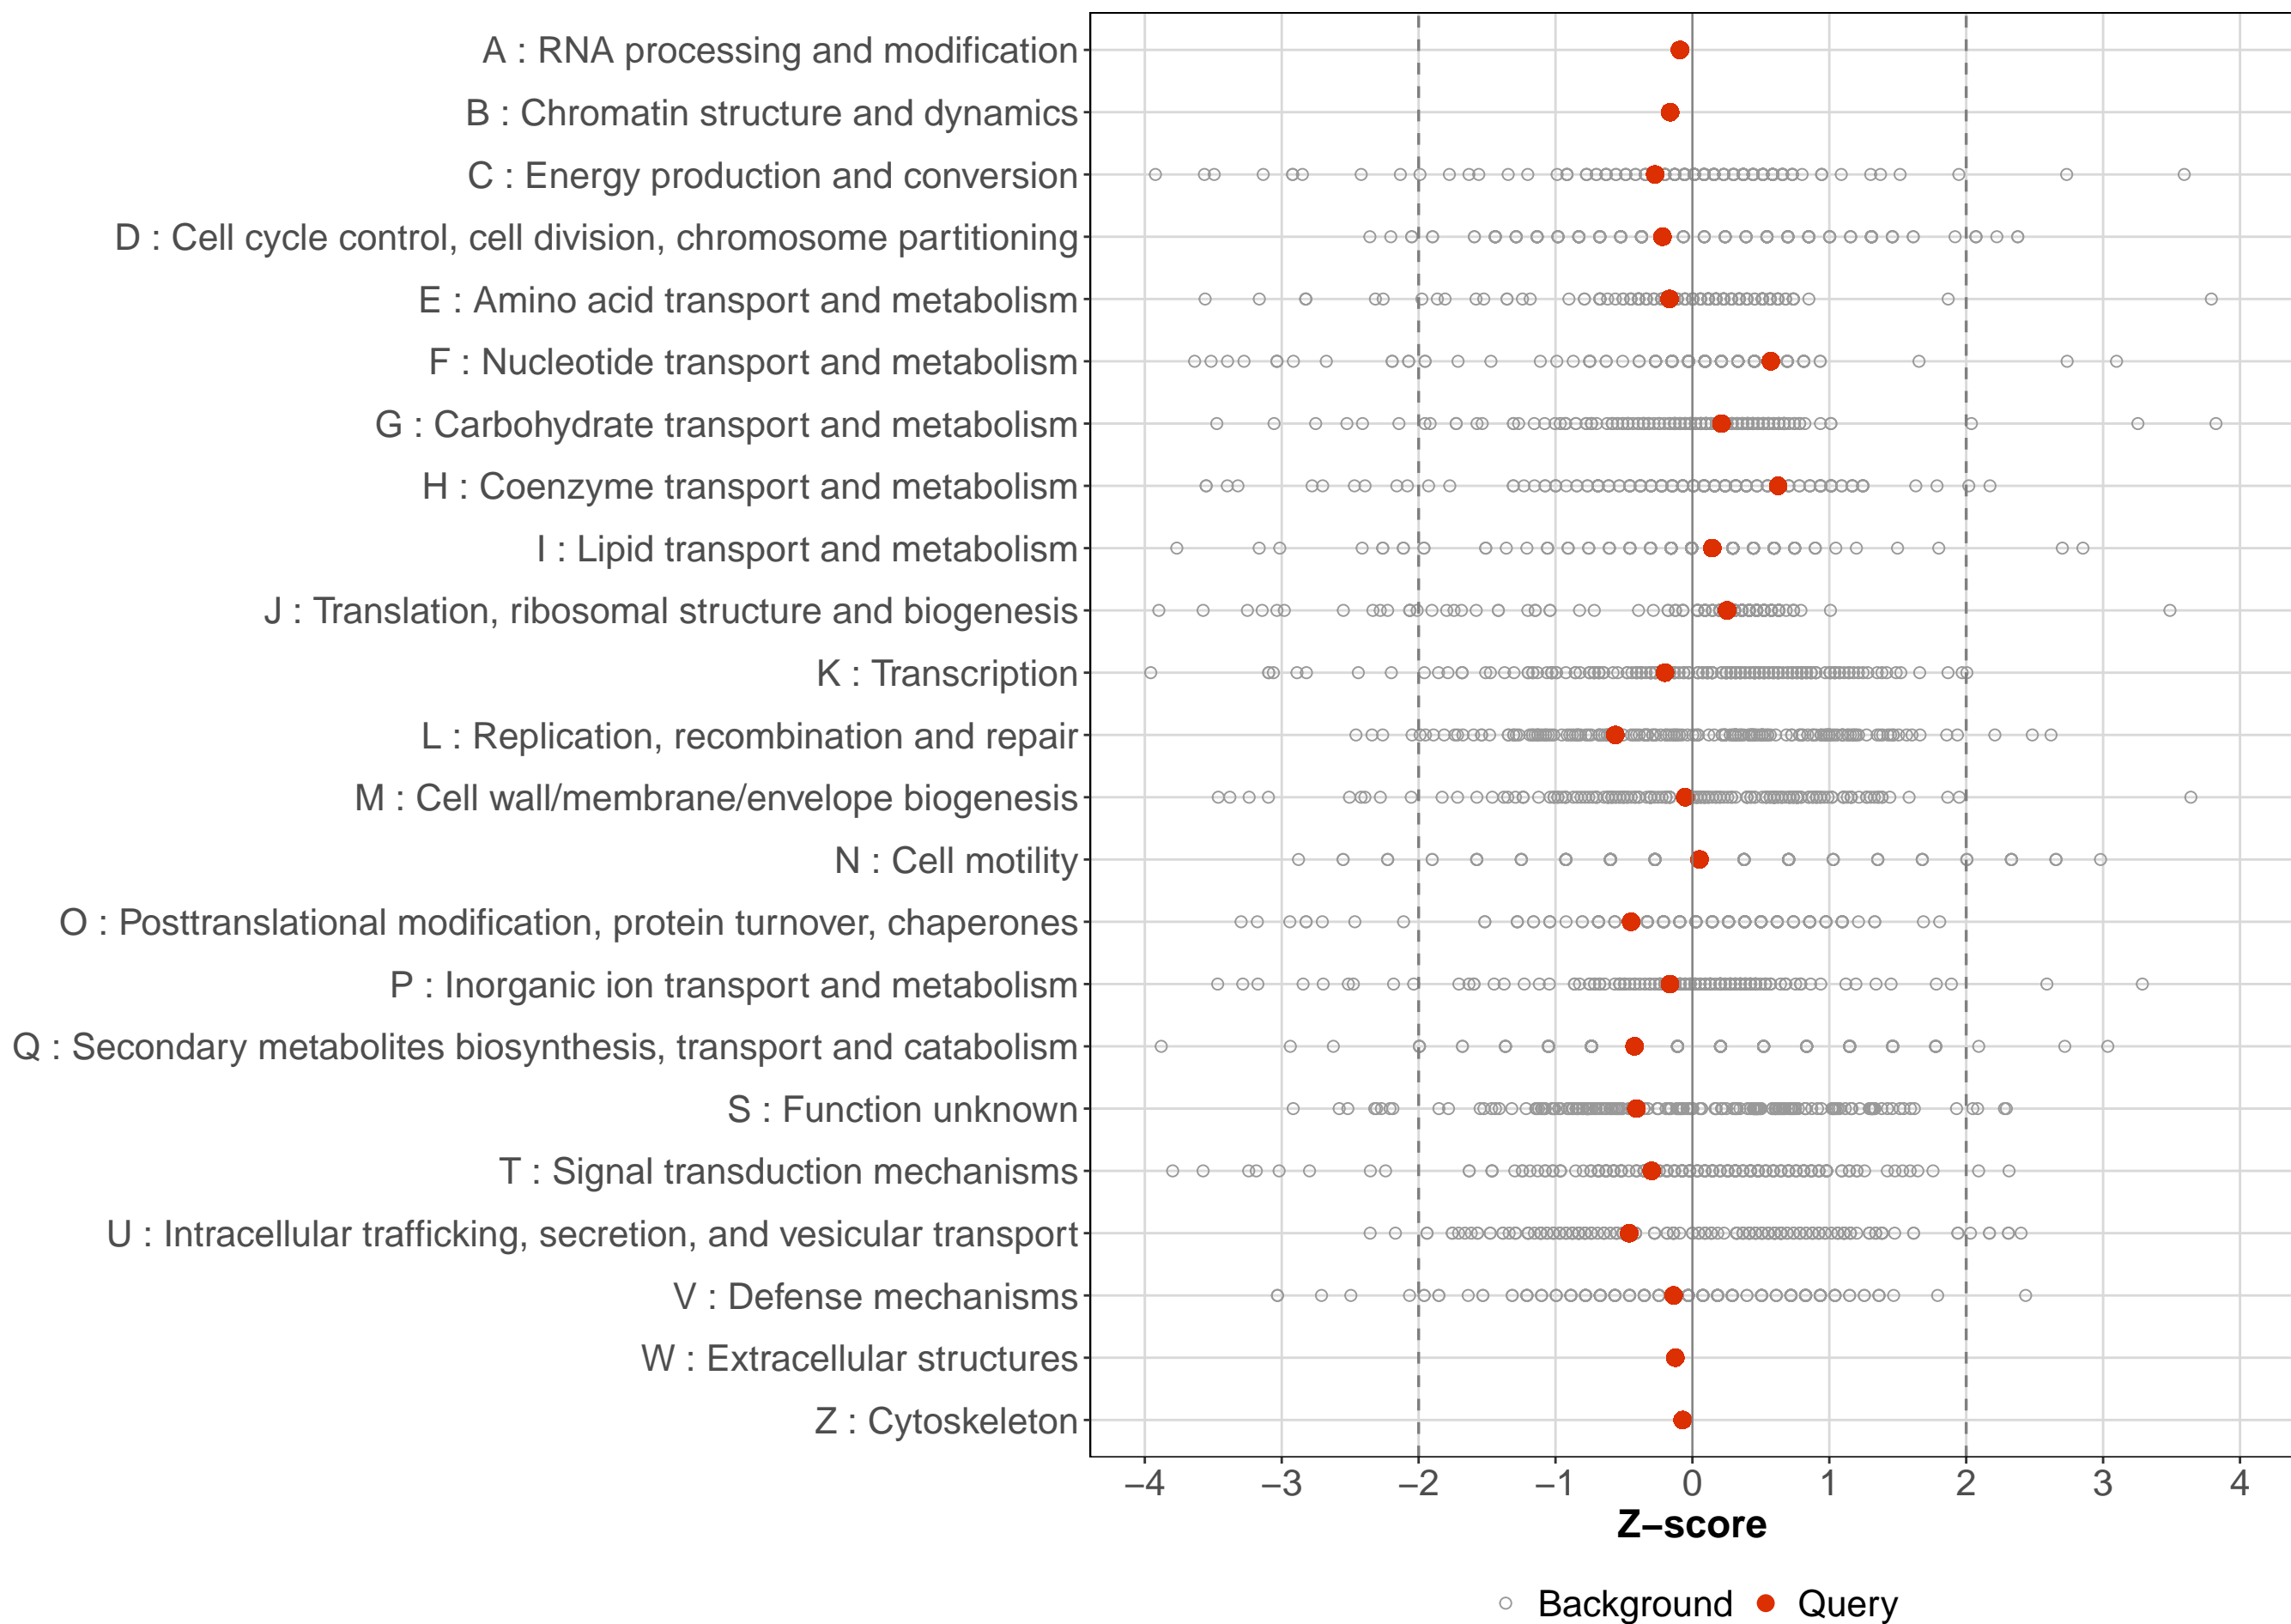 A : RNA processing and modification
B : Chromatin structure and dynamics
C : Energy production and conversion
D : Cell cycle control, cell division, chromosome partitioning
E : Amino acid transport and metabolism
F : Nucleotide transport and metabolism
G : Carbohydrate transport and metabolism
H : Coenzyme transport and metabolism
I : Lipid transport and metabolism
J : Translation, ribosomal structure and biogenesis
K : Transcription
L : Replication, recombination and repair
M : Cell wall/membrane/envelope biogenesis
N : Cell motility
O : Posttranslational modification, protein turnover, chaperones
P : Inorganic ion transport and metabolism
Q : Secondary metabolites biosynthesis, transport and catabolism
S : Function unknown
T : Signal transduction mechanisms
U : Intracellular trafficking, secretion, and vesicular transport
V : Defense mechanisms
W : Extracellular structures
Z : Cytoskeleton
−4 −3 −2 −1 0 1 2 3 4
Z−score
Background Query